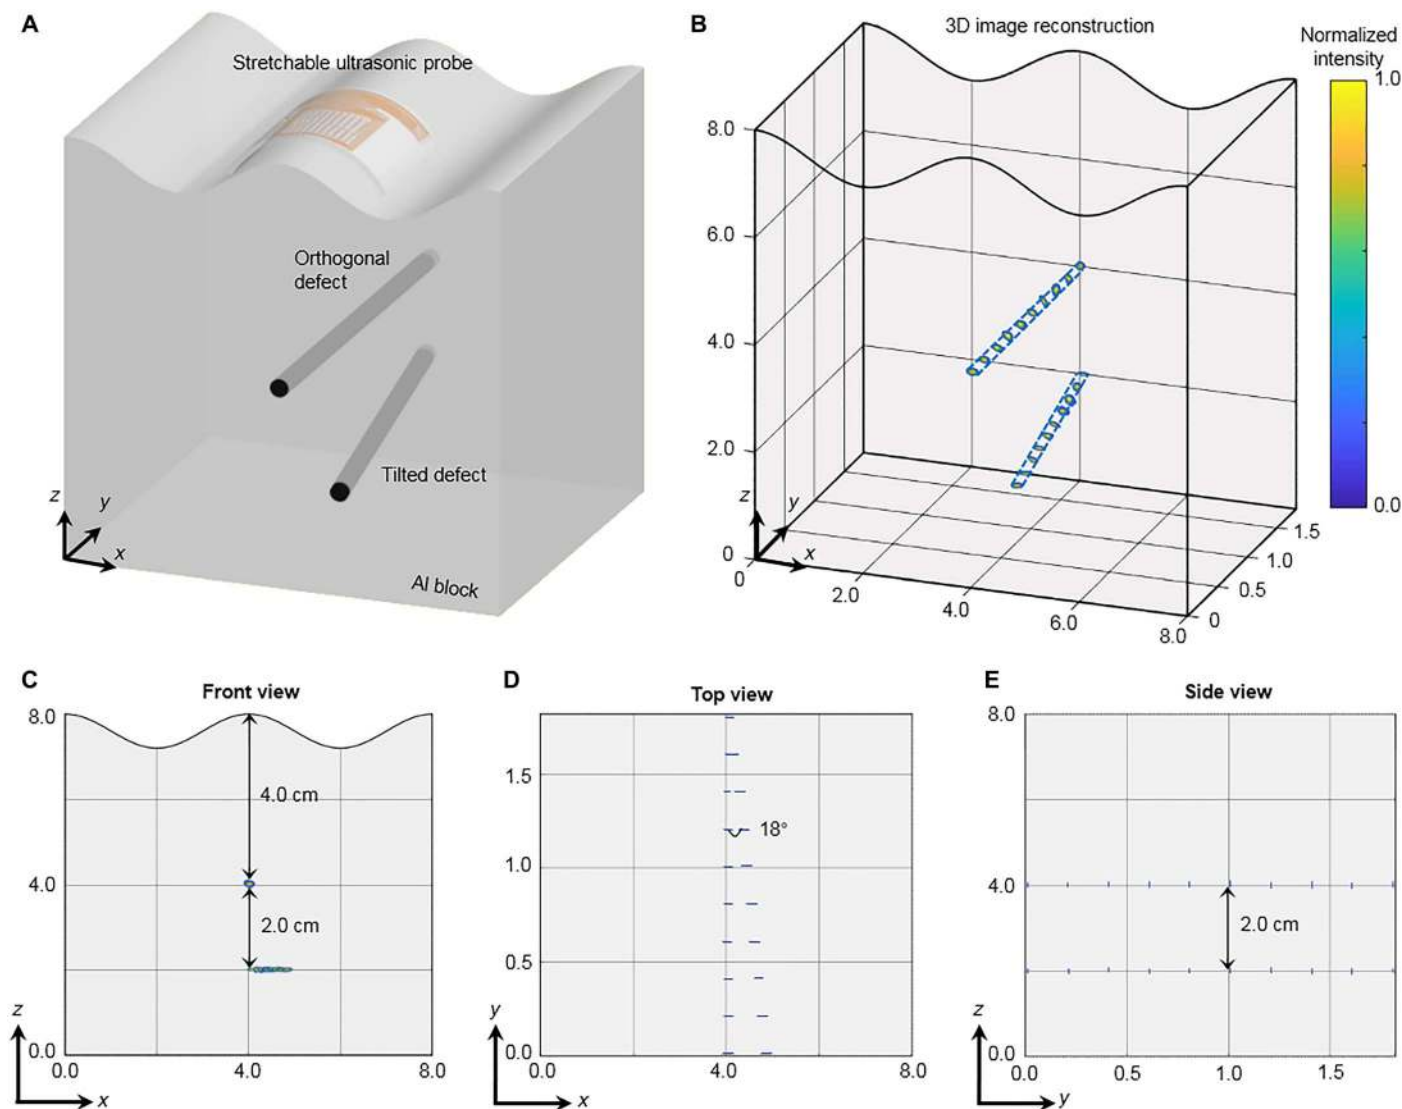 A
Stretchable ultrasonic probe
Orthogonal
defect
Tilted defect
z
y
x
Al block
B
3D image reconstruction
Normalized
intensity
1.0
0.0
8.0
6.0
4.0
2.0
0
z
y
x
0
2.0
4.0
6.0
8.0
0
0.5
1.0
1.5
C
Front view
8.0
4.0 cm
4.0
2.0 cm
z
0.0
0.0
4.0
8.0
x
D
Top view
1.5
18°
1.0
0.5
y
0.0
0.0
4.0
8.0
x
E
Side view
8.0
4.0
2.0 cm
z
0.0
0.0
0.5
1.0
1.5
y